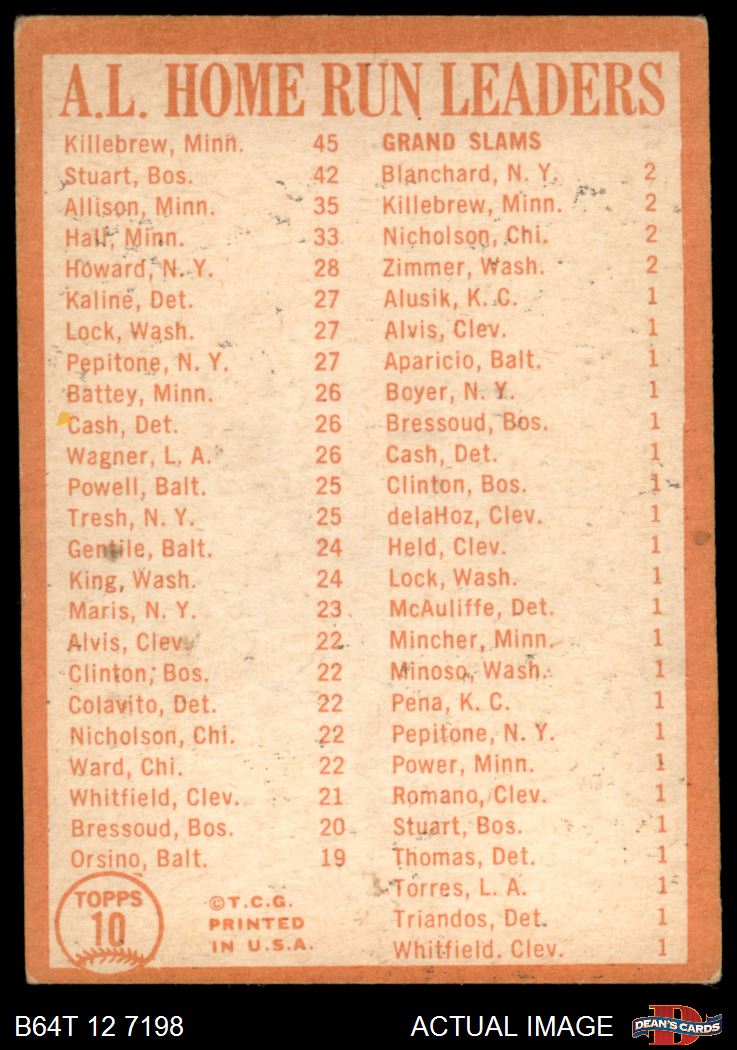 A.L. HOME RUN LEADERS
Killebrew, Minn. 45
Stuart, Bos. 42
Allison, Minn. 35
Hall, Minn. 33
Howard, N. Y. 28
Kaline, Det. 27
Lock, Wash. 27
Pepitone, N. Y. 27
Battey, Minn. 26
Cash, Det. 26
Wagner, L. A. 26
Powell, Balt. 25
Tresh, N. Y. 25
Gentile, Balt. 24
King, Wash. 24
Maris, N. Y. 23
Alvis, Clev. 22
Clinton, Bos. 22
Colavito, Det. 22
Nicholson, Chi. 22
Ward, Chi. 22
Whitfield, Clev. 21
Bressoud, Bos. 20
Orsino, Balt. 19
GRAND SLAMS
Blanchard, N. Y. 2
Killebrew, Minn. 2
Nicholson, Chi. 2
Zimmer, Wash. 2
Alusik, K. C. 1
Alvis, Clev. 1
Aparicio, Balt. 1
Boyer, N. Y. 1
Bressoud, Bos. 1
Cash, Det. 1
Clinton, Bos. 1
delaHoz, Clev. 1
Held, Clev. 1
Lock, Wash. 1
McAuliffe, Det. 1
Mincher, Minn. 1
Minoso, Wash. 1
Pena, K. C. 1
Pepitone, N. Y. 1
Power, Minn. 1
Romano, Clev. 1
Stuart, Bos. 1
Thomas, Det. 1
Torres, L. A. 1
Triandos, Det. 1
Whitfield. Clev. 1
TOPPS
10
©T.C.G.
PRINTED
IN U.S.A.
B64T 12 7198
ACTUAL IMAGE
D
DEAN'S CARDS